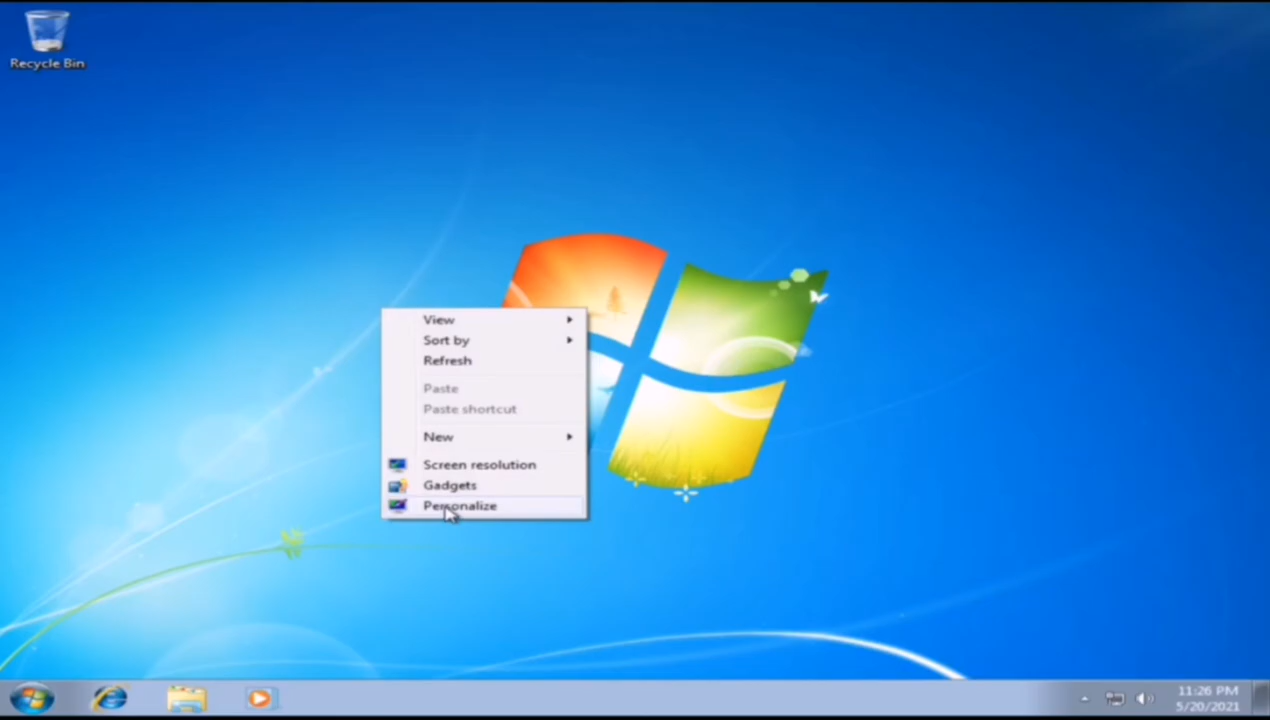 Recycle Bin
View
Sort by
Refresh
Paste
Paste shortcut
New
Screen resolution
Gadgets
Personalize
11:26 PM
5/20/2021